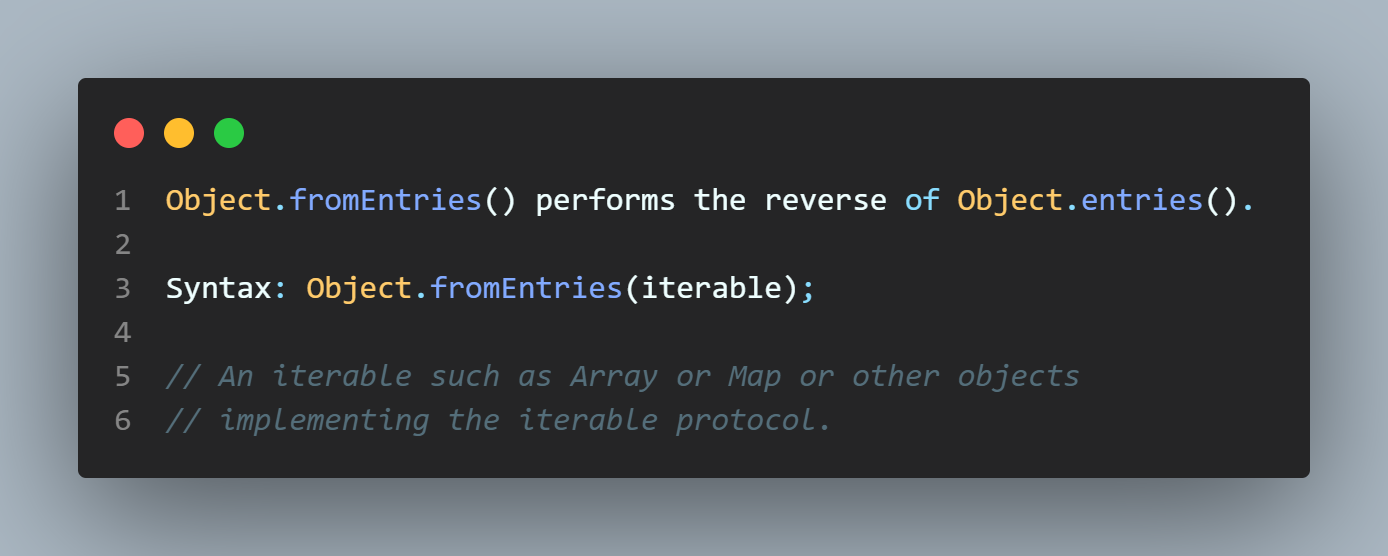 1 Object.fromEntries() performs the reverse of Object.entries().
2
3 Syntax: Object.fromEntries(iterable);
4
5 // An iterable such as Array or Map or other objects
6 // implementing the iterable protocol.